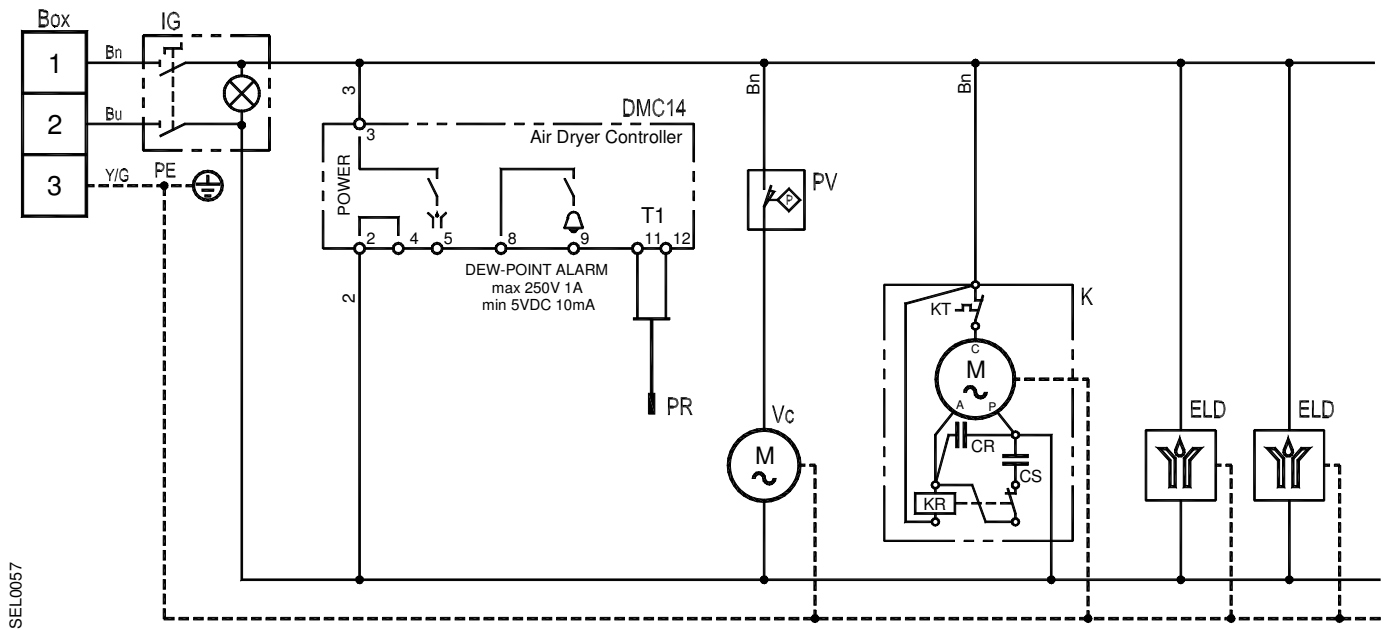 Box
IG
1
Bn
2
Bu
3
Y/G
PE
3
DMC14
3
Air Dryer Controller
POWER
T1
2
4
5
8
9
11
12
DEW-POINT ALARM
max 250V 1A
min 5VDC 10mA
2
PR
Bn
PV
P
Vc
M
Bn
K
KT
C
M
A
P
CR
CS
KR
ELD
ELD
SEL0057